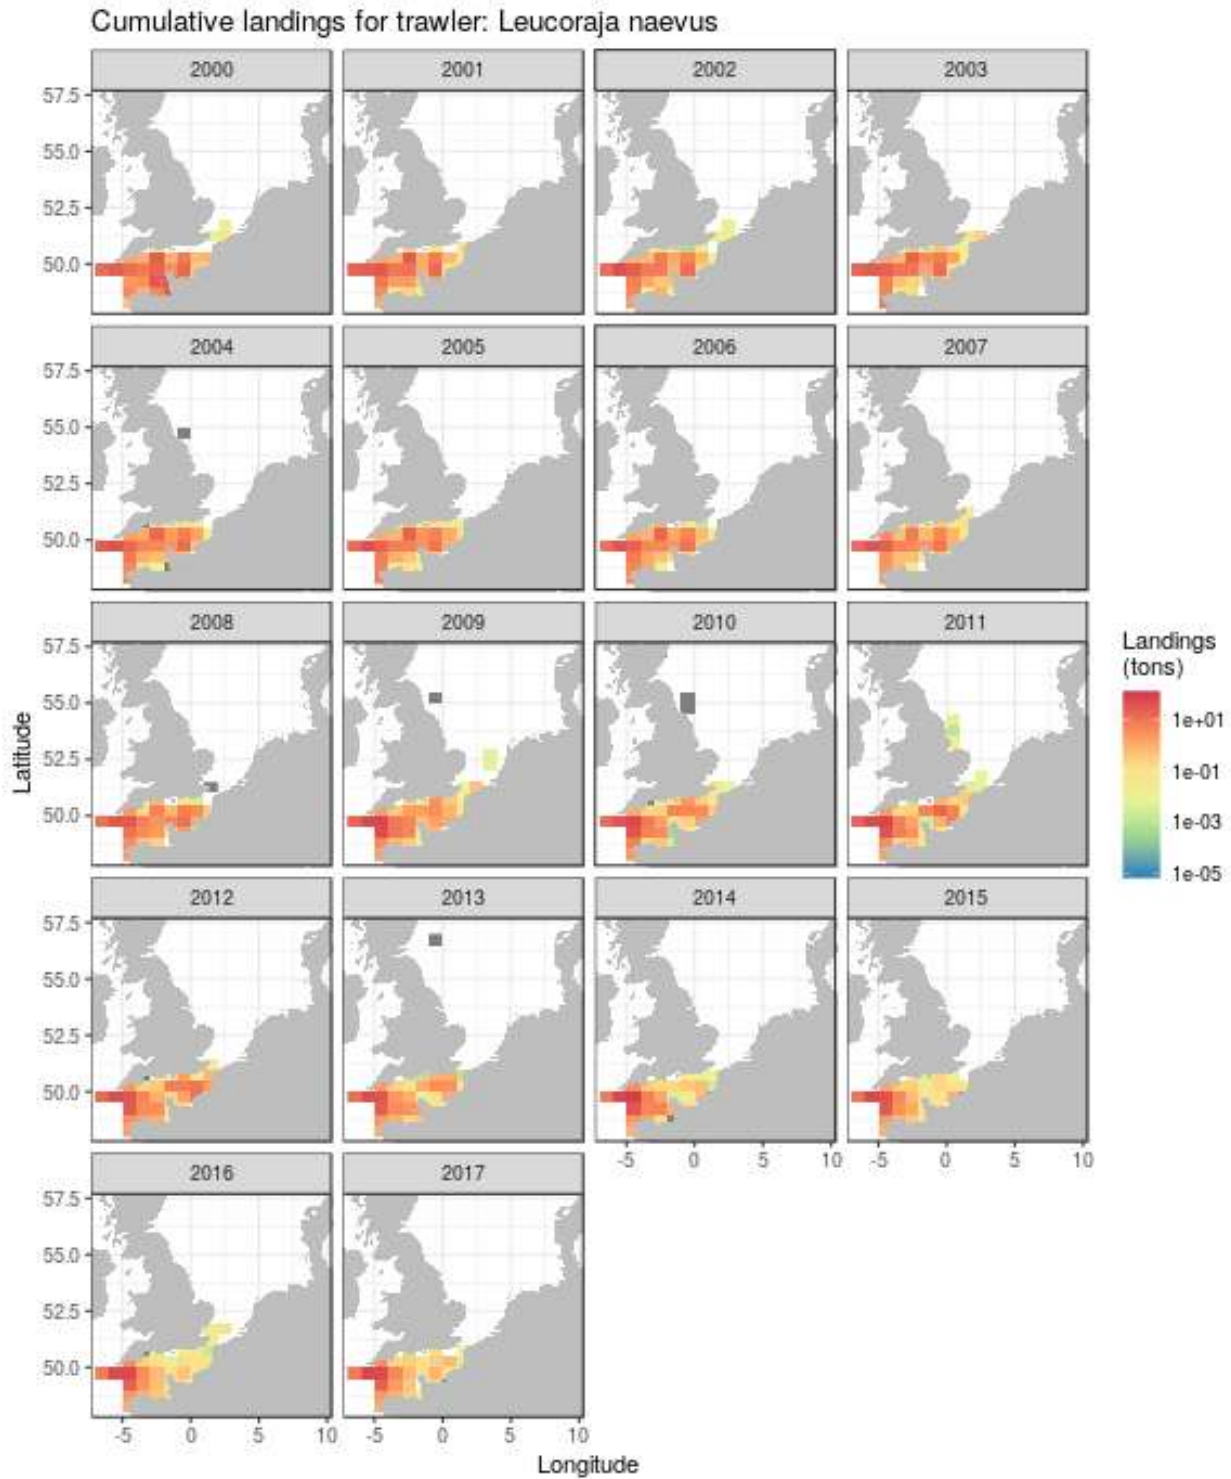 Cumulative landings for trawler: Leucoraja naevus
2000 2001 2002 2003
57.5
55.0
52.5
50.0
2004 2005 2006 2007
57.5
55.0
52.5
50.0
2008 2009 2010 2011
57.5
55.0
52.5
50.0
Latitude
Landings
(tons)
1e+01
1e-01
1e-03
1e-05
2012 2013 2014 2015
57.5
55.0
52.5
50.0
-5 0 5 10 -5 0 5 10
2016 2017
57.5
55.0
52.5
50.0
-5 0 5 10 -5 0 5 10
Longitude